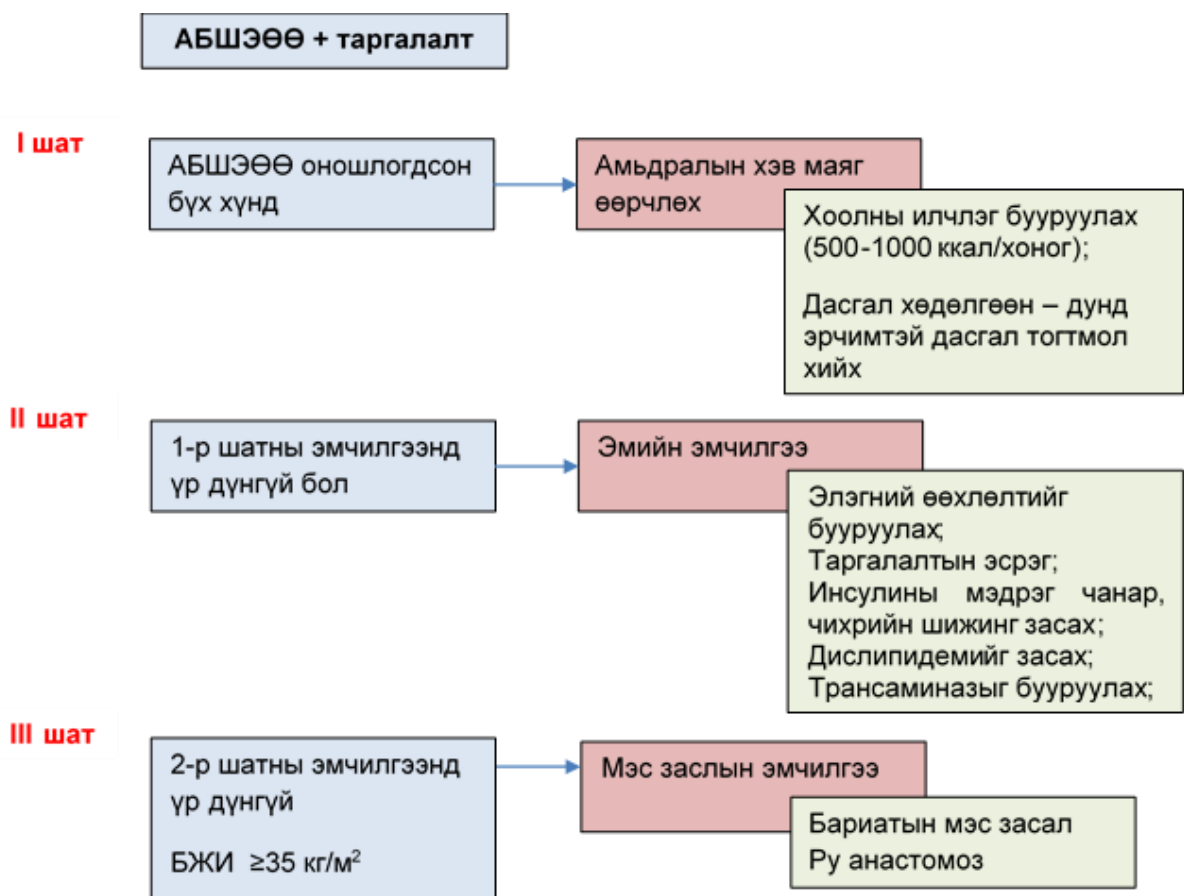 АБШЭӨӨ + таргалалт
I шат
АБШЭӨӨ оношлогдсон
бүх хүнд
Амьдралын хэв маяг
өөрчлөх
Хоолны илчлэг бууруулах
(500-1000 ккал/хоног);
Дасгал хөдөлгөөн – дунд
эрчимтэй дасгал тогтмол
хийх
II шат
1-р шатны эмчилгээнд
үр дүнгүй бол
Эмийн эмчилгээ
Элэгний өөхлөлтийг
бууруулах;
Таргалалтын эсрэг;
Инсулины мэдрэг чанар,
чихрийн шижинг засах;
Дислипидемийг засах;
Трансаминазыг бууруулах;
III шат
2-р шатны эмчилгээнд
үр дүнгүй
БЖИ ≥35 кг/м²
Мэс заслын эмчилгээ
Бариатын мэс засал
Ру анастомоз